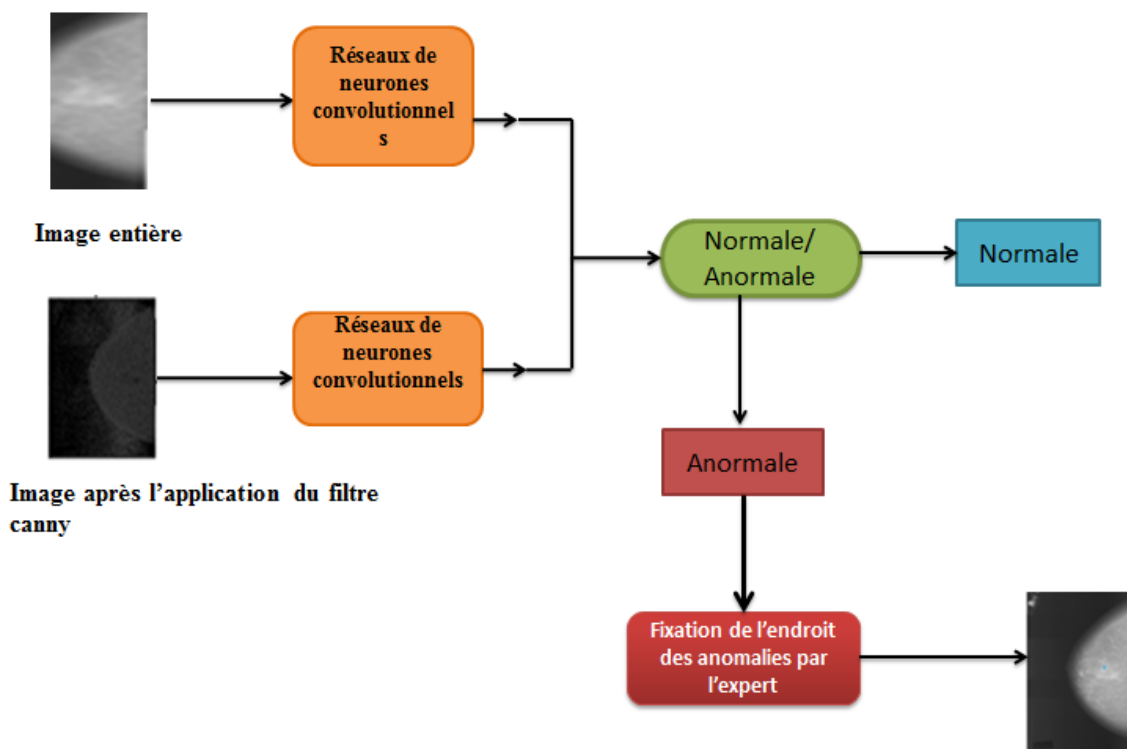 Réseaux de
neurones
convolutionnel
s
Image entière
Normale/
Anormale
Normale
Réseaux de
neurones
convolutionnels
Anormale
Image après l’application du filtre
canny
Fixation de l’endroit
des anomalies par
l’expert